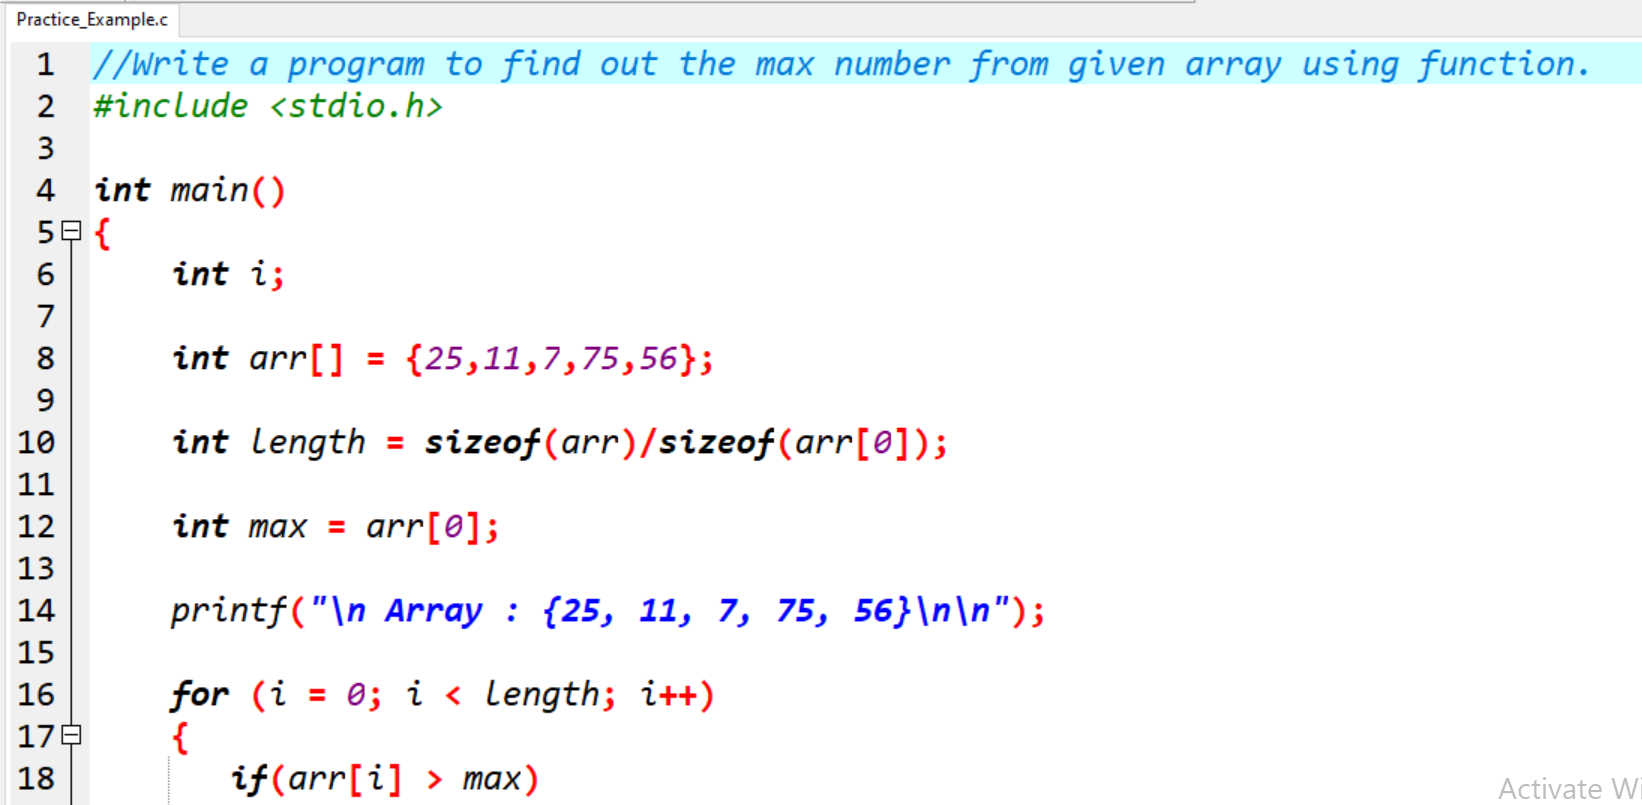 Practice_Example.c
1 //Write a program to find out the max number from given array using function.
2 #include <stdio.h>
3
4 int main()
5 {
6 int i;
7
8 int arr[] = {25,11,7,75,56};
9
10 int length = sizeof(arr)/sizeof(arr[0]);
11
12 int max = arr[0];
13
14 printf("\n Array : {25, 11, 7, 75, 56}\n\n");
15
16 for (i = 0; i < length; i++)
17 {
18 if(arr[i] > max)
Activate